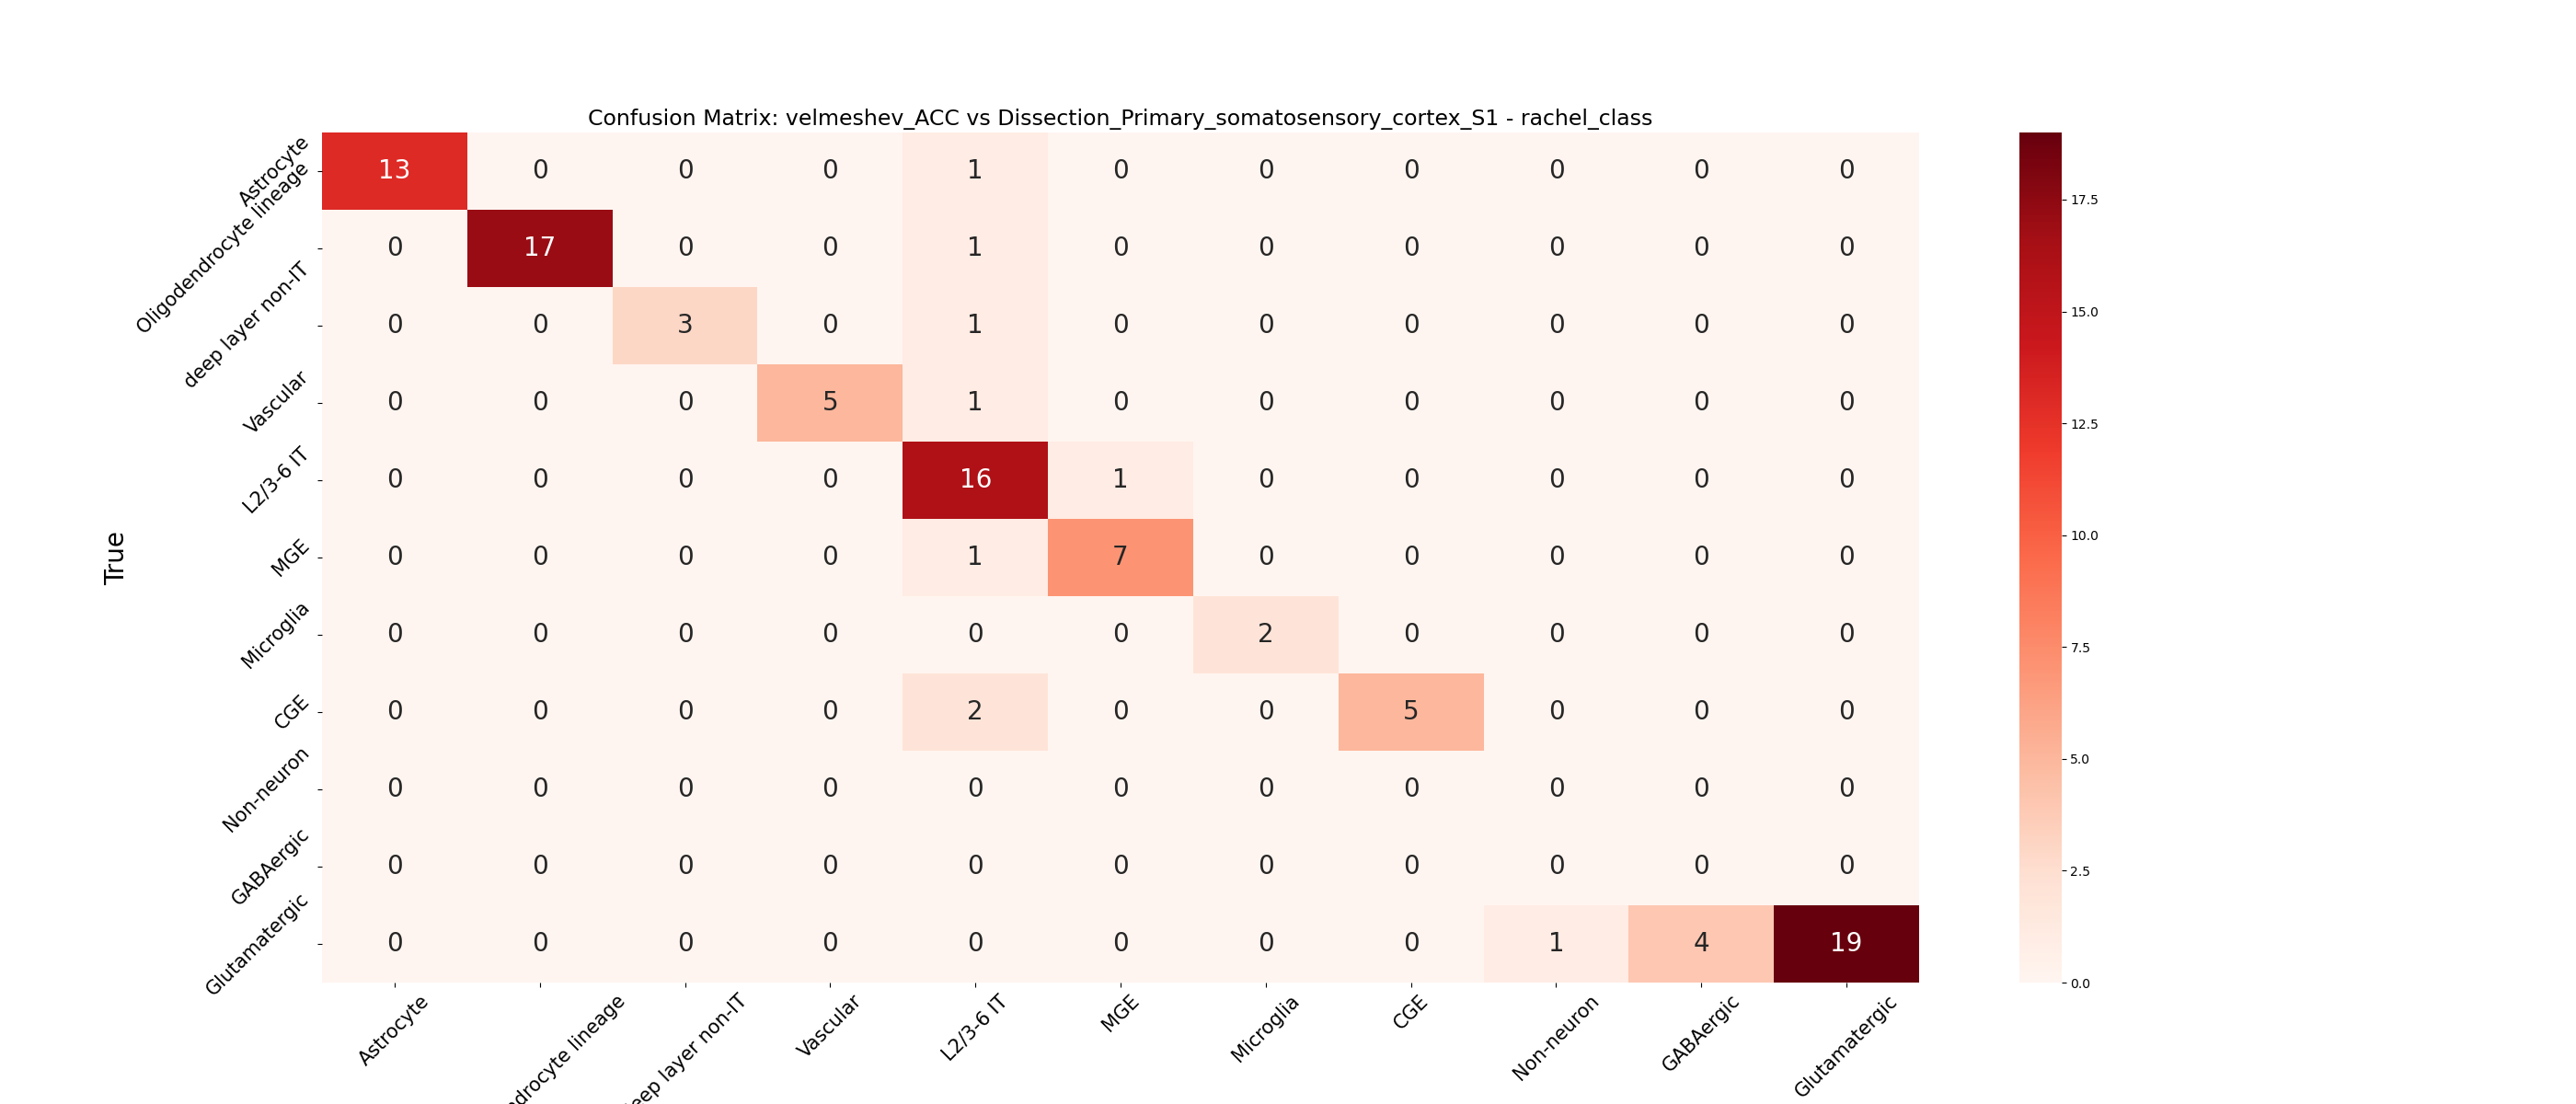 Confusion Matrix: velmeshev_ACC vs Dissection_Primary_somatosensory_cortex_S1 - rachel_class
True
Astrocyte 13 0 0 0 1 0 0 0 0 0 0
Oligodendrocyte lineage 0 17 0 0 1 0 0 0 0 0 0
deep layer non-IT 0 0 3 0 1 0 0 0 0 0 0
Vascular 0 0 0 5 1 0 0 0 0 0 0
L2/3-6 IT 0 0 0 0 16 1 0 0 0 0 0
MGE 0 0 0 0 1 7 0 0 0 0 0
Microglia 0 0 0 0 0 0 2 0 0 0 0
CGE 0 0 0 0 2 0 0 5 0 0 0
Non-neuron 0 0 0 0 0 0 0 0 0 0 0
GABAergic 0 0 0 0 0 0 0 0 0 0 0
Glutamatergic 0 0 0 0 0 0 0 0 1 4 19
Astrocyte lineage layer non-IT Vascular L2/3-6 IT MGE Microglia CGE Non-neuron GABAergic Glutamatergic
17.5
15.0
12.5
10.0
7.5
5.0
2.5
0.0